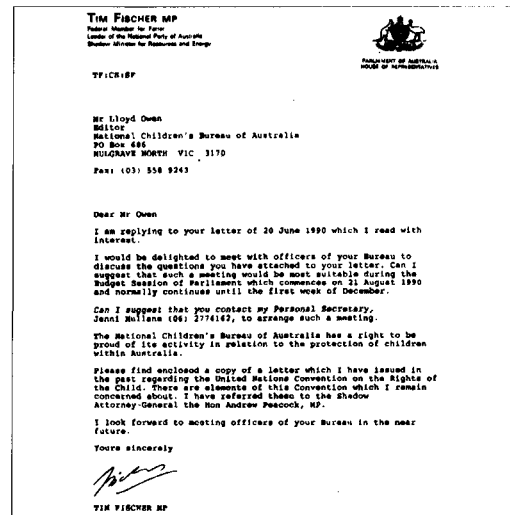 TIM FISCHER MP
Federal Member for Farrer
Leader of the National Party of Australia
Shadow Minister for Resources and Energy
PARLIAMENT OF AUSTRALIA
HOUSE OF REPRESENTATIVES
TF:CK:SF
Mr Lloyd Owen
Editor
National Children's Bureau of Australia
PO Box 686
MULGRAVE NORTH VIC 3170
Fax: (03) 558 9243
Dear Mr Owen
I am replying to your letter of 20 June 1990 which I read with
interest.
I would be delighted to meet with officers of your Bureau to
discuss the questions you have attached to your letter. Can I
suggest that such a meeting would be most suitable during the
Budget Session of Parliament which commences on 21 August 1990
and normally continues until the first week of December.
Can I suggest that you contact my Personal Secretary,
Jenni Mullane (06) 2774162, to arrange such a meeting.
The National Children's Bureau of Australia has a right to be
proud of its activity in relation to the protection of children
within Australia.
Please find enclosed a copy of a letter which I have issued in
the past regarding the United Nations Convention on the Rights of
the Child. There are elements of this Convention which I remain
concerned about. I have referred these to the Shadow
Attorney-General the Hon Andrew Peacock, MP.
I look forward to meeting officers of your Bureau in the near
future.
Yours sincerely
TIM FISCHER MP